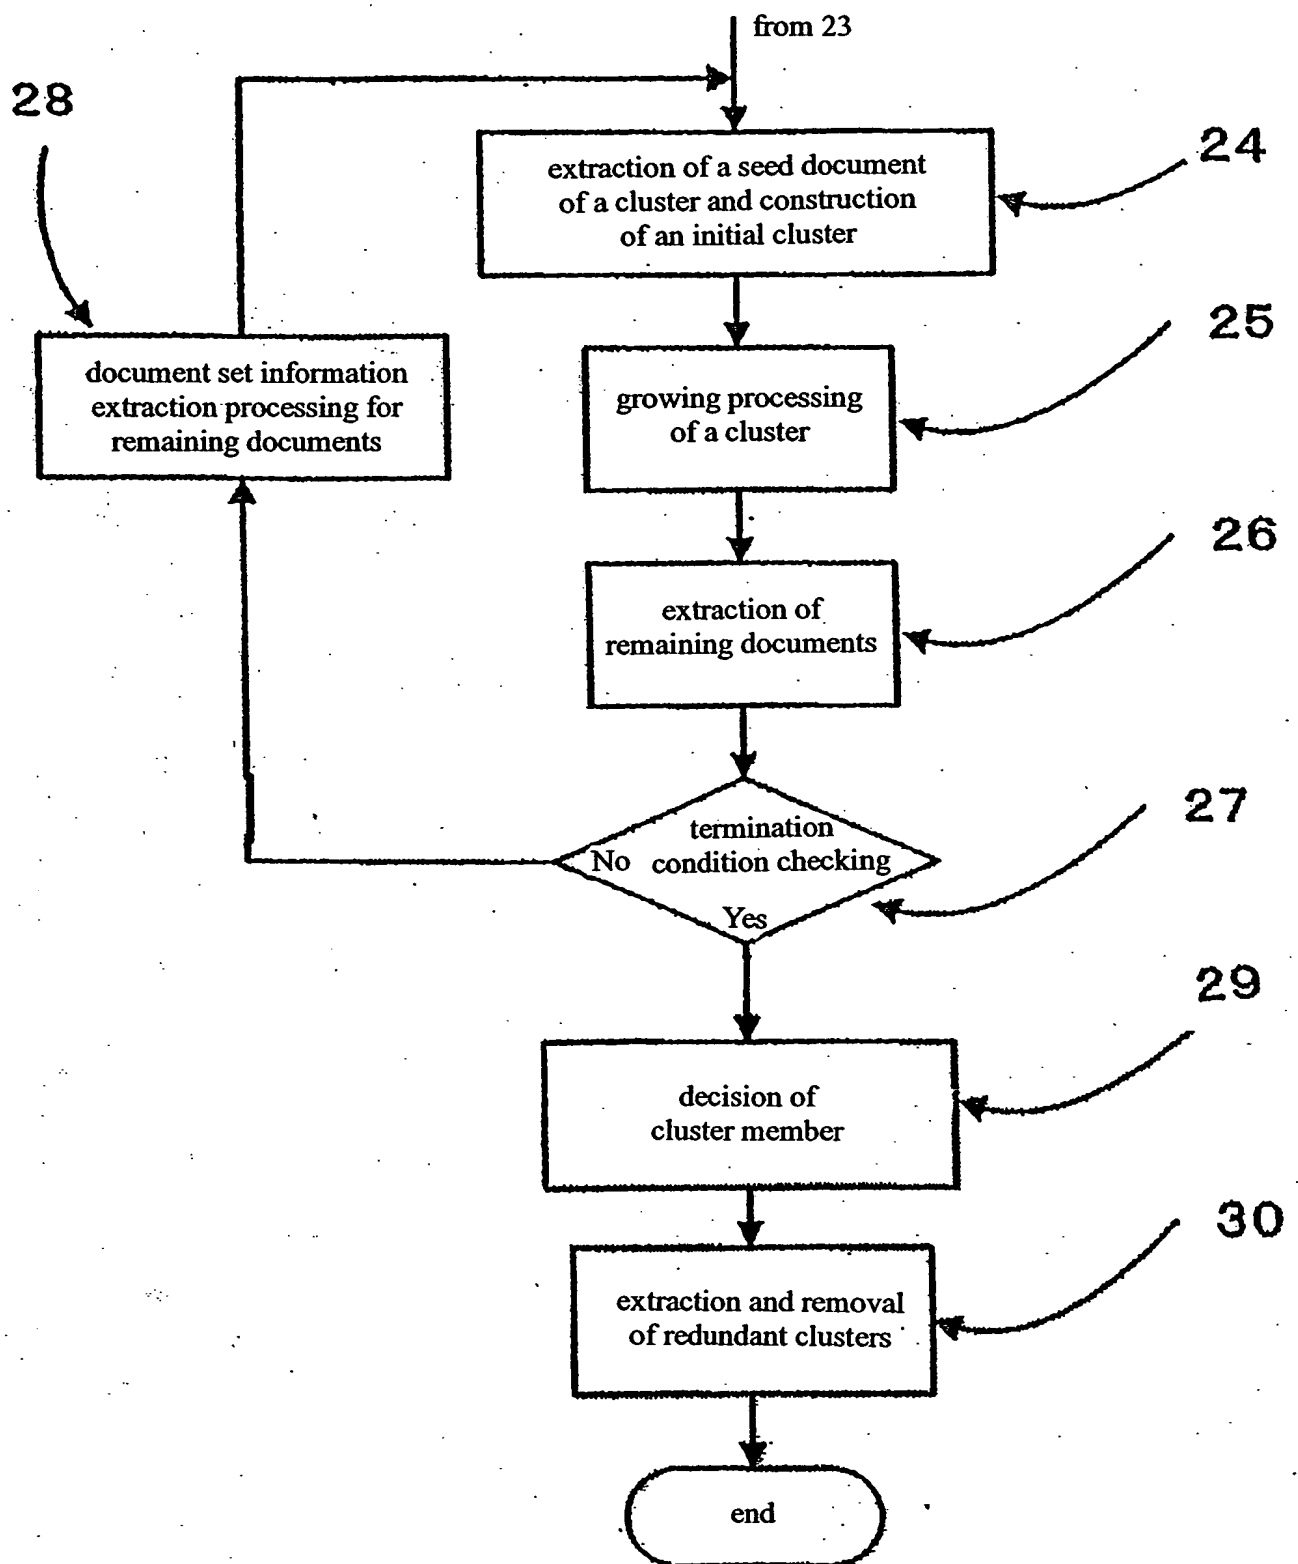 from 23
28
24
extraction of a seed document
of a cluster and construction
of an initial cluster
25
document set information
extraction processing for
remaining documents
growing processing
of a cluster
26
extraction of
remaining documents
27
termination
No condition checking
Yes
29
decision of
cluster member
30
extraction and removal
of redundant clusters
end